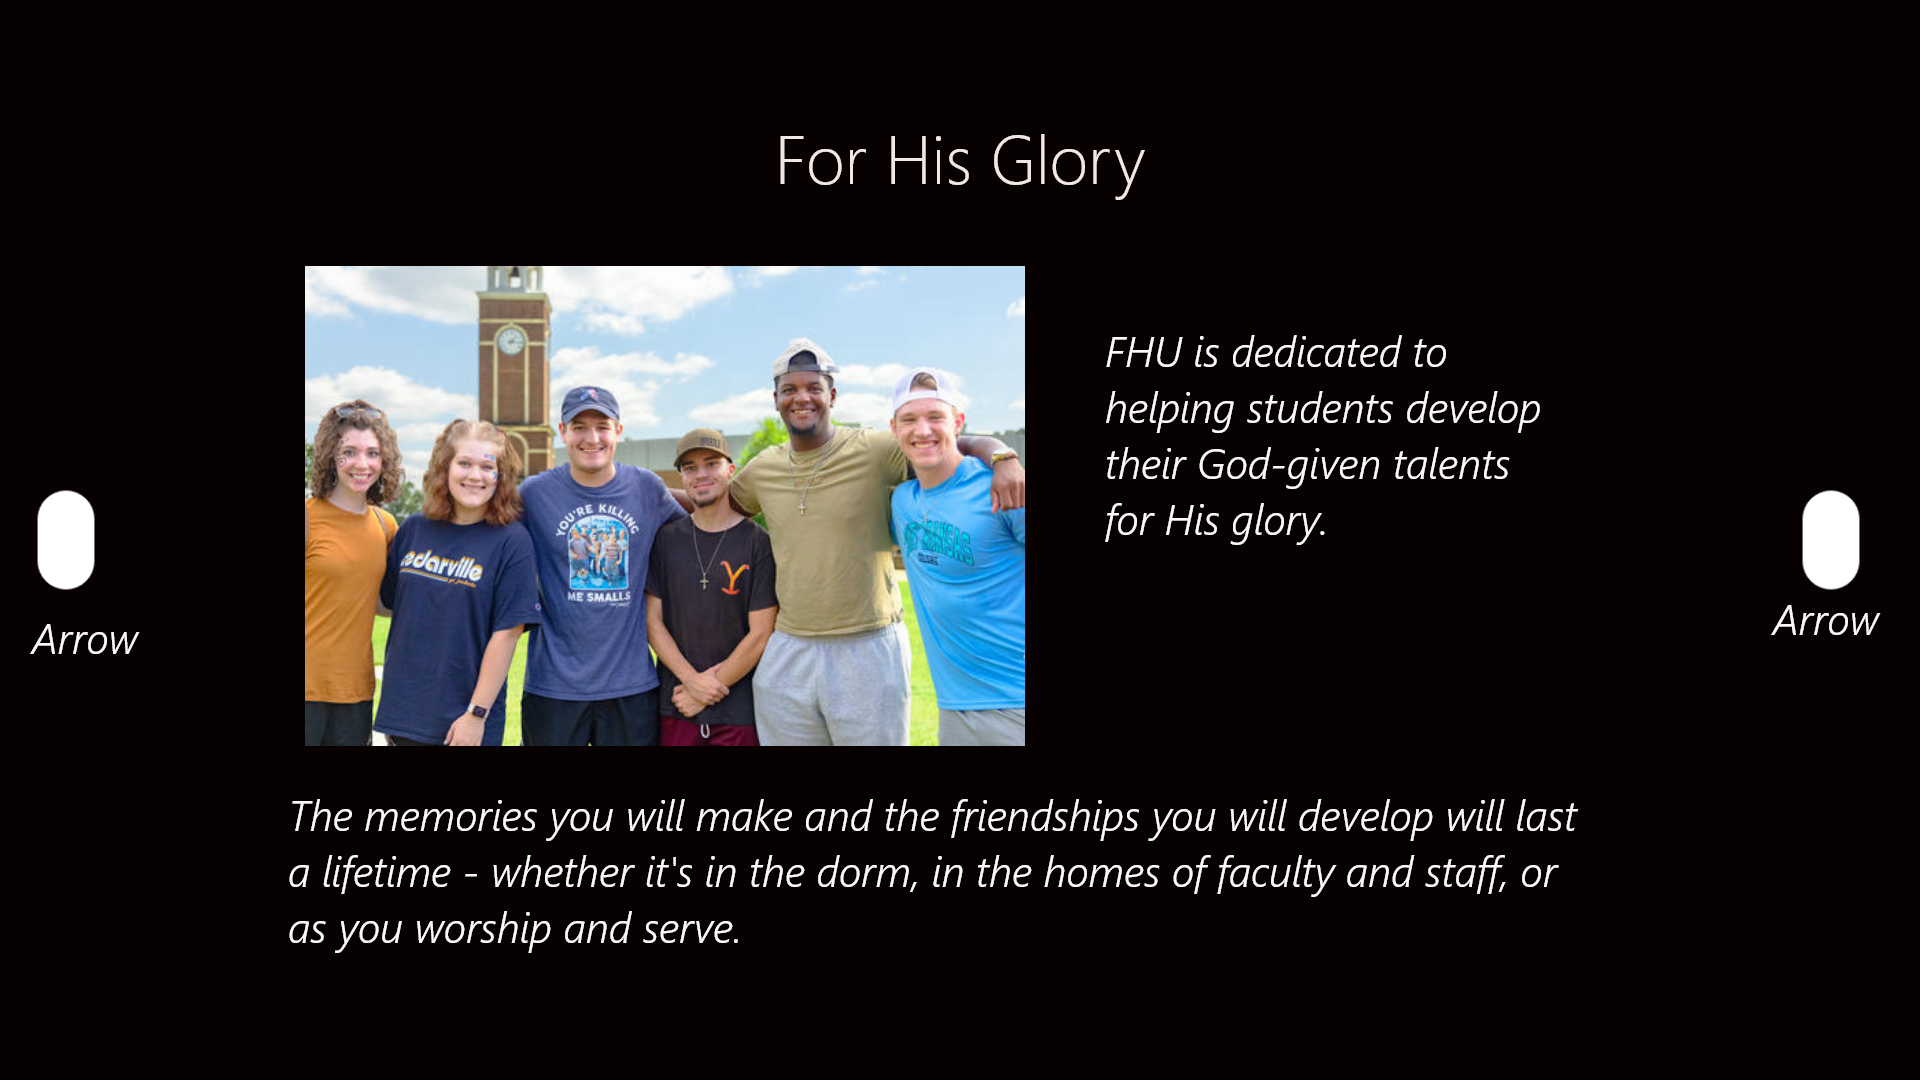 For His Glory
FHU is dedicated to
helping students develop
their God-given talents
for His glory.
YOU'RE KILLING
ME SMALLS
Arrow
Arrow
The memories you will make and the friendships you will develop will last
a lifetime - whether it's in the dorm, in the homes of faculty and staff, or
as you worship and serve.